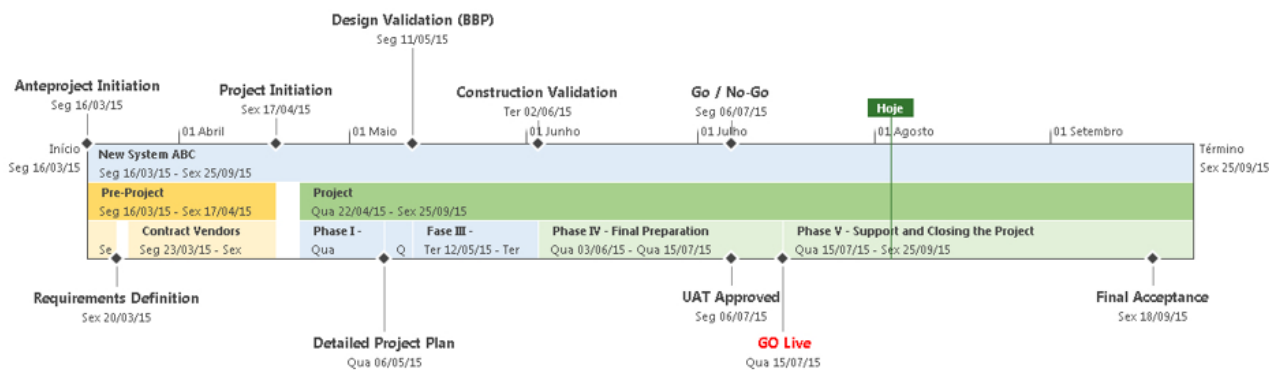 Design Validation (BBP)
Seg 11/05/15
Anteproject Initiation
Seg 16/03/15
Project Initiation
Sex 17/04/15
Construction Validation
Ter 02/06/15
Go / No-Go
Seg 06/07/15
Hoje
01 Abril
01 Maio
01 Junho
01 Julho
01 Agosto
01 Setembro
Início
Seg 16/03/15
Término
Sex 25/09/15
New System ABC
Seg 16/03/15 - Sex 25/09/15
Pre-Project
Seg 16/03/15 - Sex 17/04/15
Project
Qua 22/04/15 - Sex 25/09/15
Se
Contract Vendors
Seg 23/03/15 - Sex
Phase I -
Qua
Q
Fase III -
Ter 12/05/15 - Ter
Phase IV - Final Preparation
Qua 03/06/15 - Qua 15/07/15
Phase V - Support and Closing the Project
Qua 15/07/15 - Sex 25/09/15
Requirements Definition
Sex 20/03/15
Detailed Project Plan
Qua 06/05/15
UAT Approved
Seg 06/07/15
GO Live
Qua 15/07/15
Final Acceptance
Sex 18/09/15